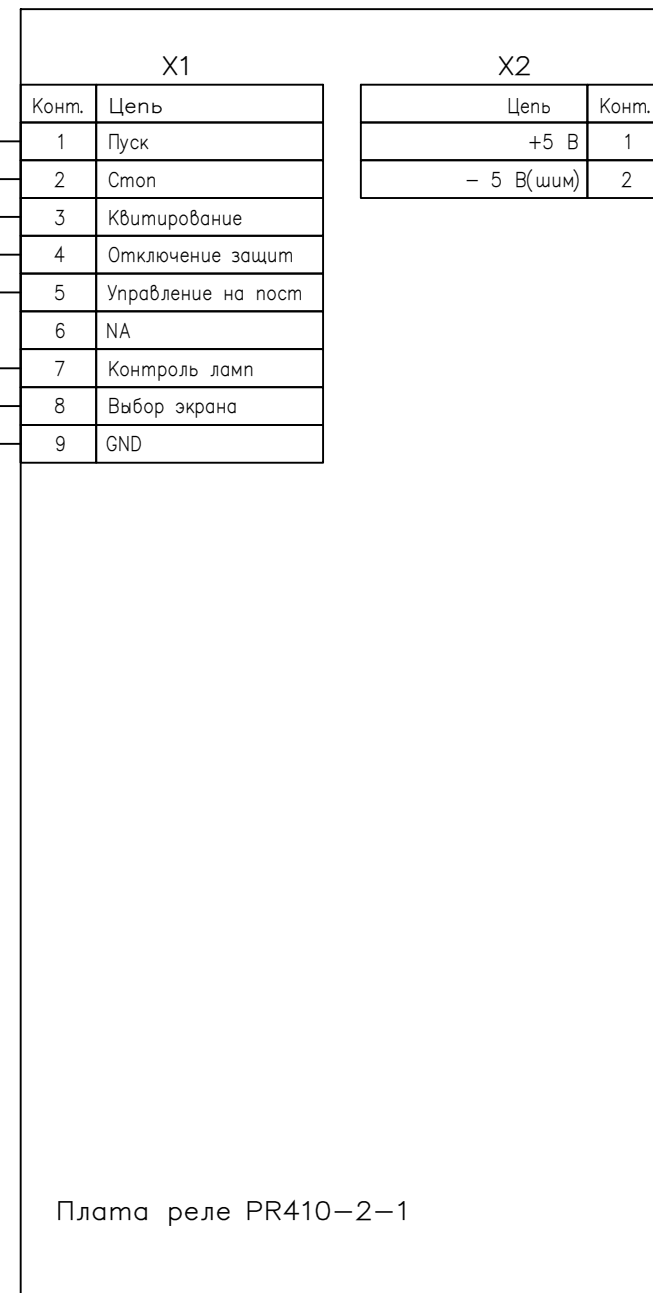 X1
Конт. Цепь
1 Пуск
2 Стоп
3 Квитирование
4 Отключение защит
5 Управление на пост
6 NA
7 Контроль ламп
8 Выбор экрана
9 GND
X2
Цепь Конт.
+5 В 1
– 5 В(шим) 2
Плата реле PR410–2–1